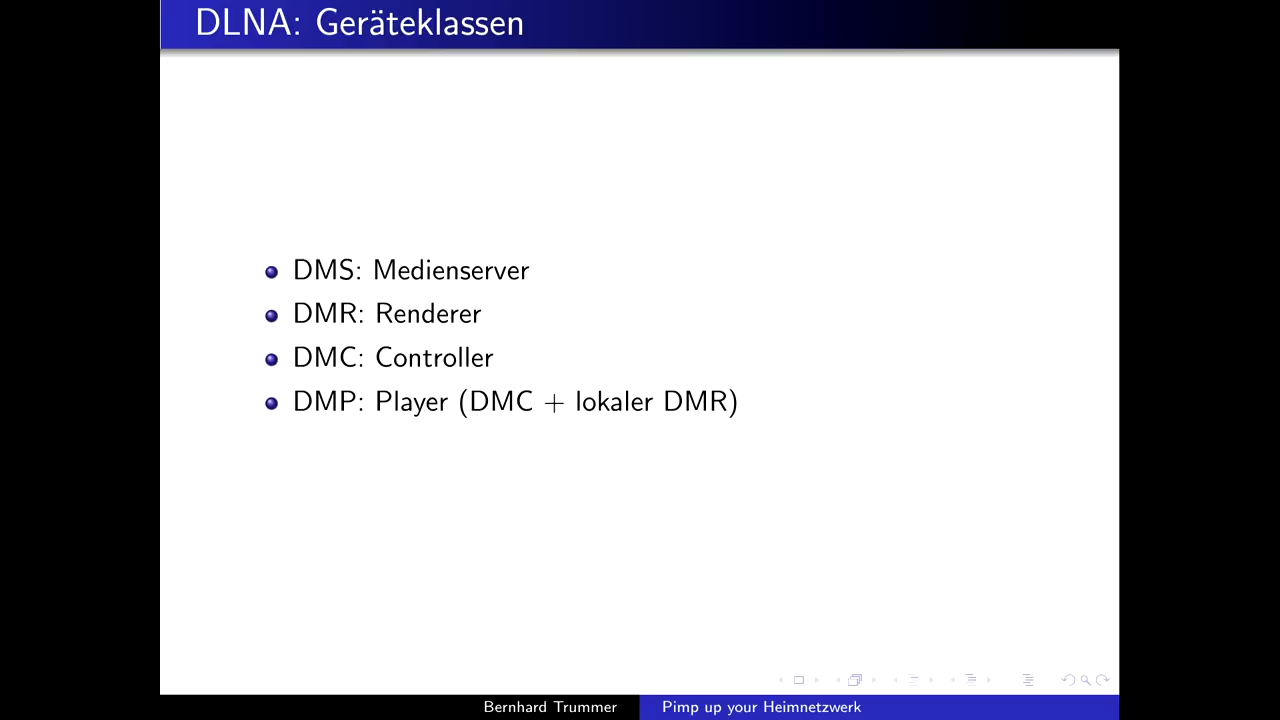 DLNA: Geräteklassen
DMS: Medienserver
DMR: Renderer
DMC: Controller
DMP: Player (DMC + lokaler DMR)
Bernhard Trummer
Pimp up your Heimnetzwerk